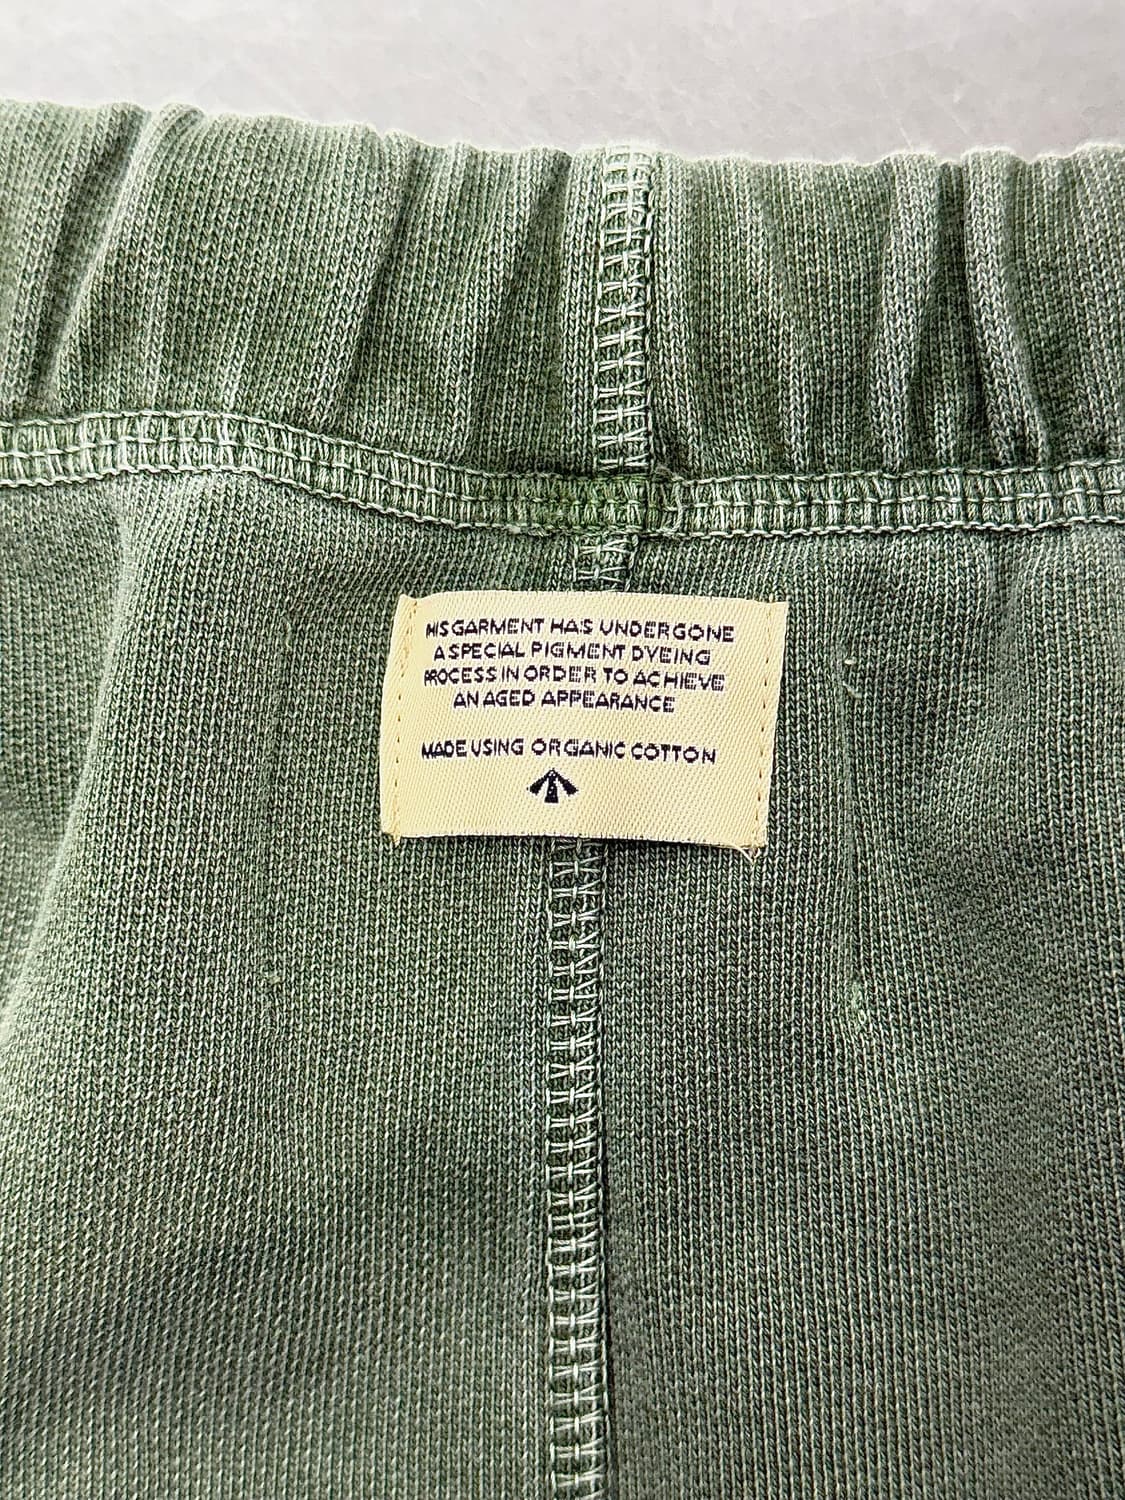 HIS GARMENT HAS UNDERGONE
A SPECIAL PIGMENT DYEING
PROCESS IN ORDER TO ACHIEVE
AN AGED APPEARANCE
MADE USING ORGANIC COTTON